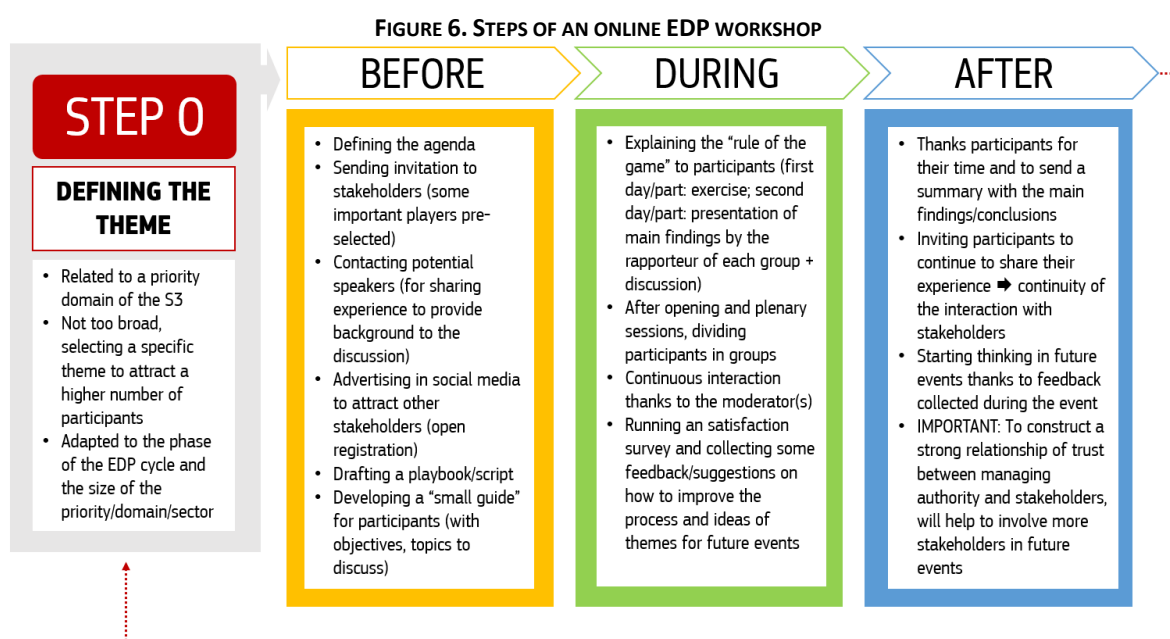 FIGURE 6. STEPS OF AN ONLINE EDP WORKSHOP
STEP 0
DEFINING THE
THEME
• Related to a priority
domain of the S3
• Not too broad,
selecting a specific
theme to attract a
higher number of
participants
• Adapted to the phase
of the EDP cycle and
the size of the
priority/domain/sector
BEFORE
• Defining the agenda
• Sending invitation to
stakeholders (some
important players pre-
selected)
• Contacting potential
speakers (for sharing
experience to provide
background to the
discussion)
• Advertising in social media
to attract other
stakeholders (open
registration)
• Drafting a playbook/script
• Developing a “small guide”
for participants (with
objectives, topics to
discuss)
DURING
• Explaining the “rule of the
game” to participants (first
day/part: exercise; second
day/part: presentation of
main findings by the
rapporteur of each group +
discussion)
• After opening and plenary
sessions, dividing
participants in groups
• Continuous interaction
thanks to the moderator(s)
• Running an satisfaction
survey and collecting some
feedback/suggestions on
how to improve the
process and ideas of
themes for future events
AFTER
• Thanks participants for
their time and to send a
summary with the main
findings/conclusions
• Inviting participants to
continue to share their
experience 🡆 continuity of
the interaction with
stakeholders
• Starting thinking in future
events thanks to feedback
collected during the event
• IMPORTANT: To construct a
strong relationship of trust
between managing
authority and stakeholders,
will help to involve more
stakeholders in future
events